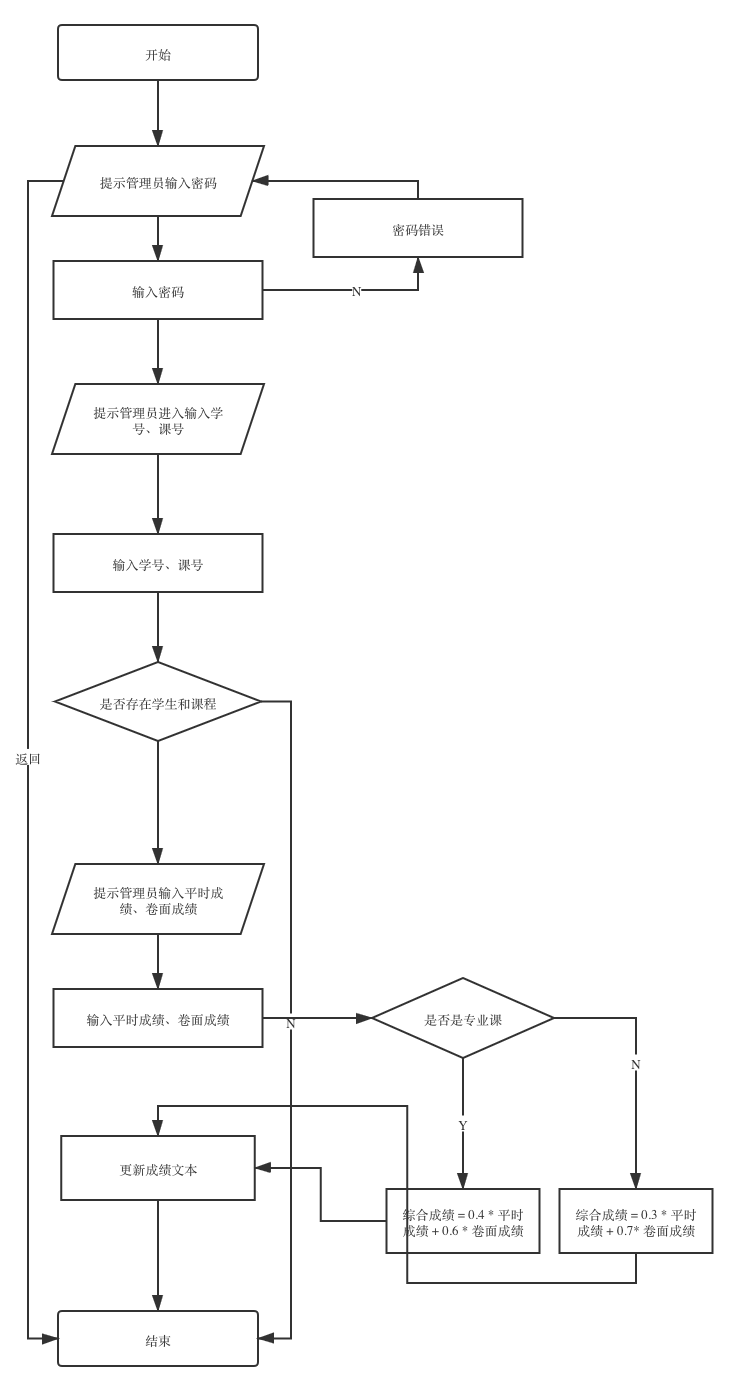 开始
提示管理员输入密码
密码错误
输入密码
N
提示管理员进入输入学
号、课号
输入学号、课号
是否存在学生和课程
返回
提示管理员输入平时成
绩、卷面成绩
输入平时成绩、卷面成绩
N
是否是专业课
N
Y
更新成绩文本
综合成绩=0.4 * 平时
成绩+0.6 * 卷面成绩
综合成绩=0.3 * 平时
成绩+0.7* 卷面成绩
结束